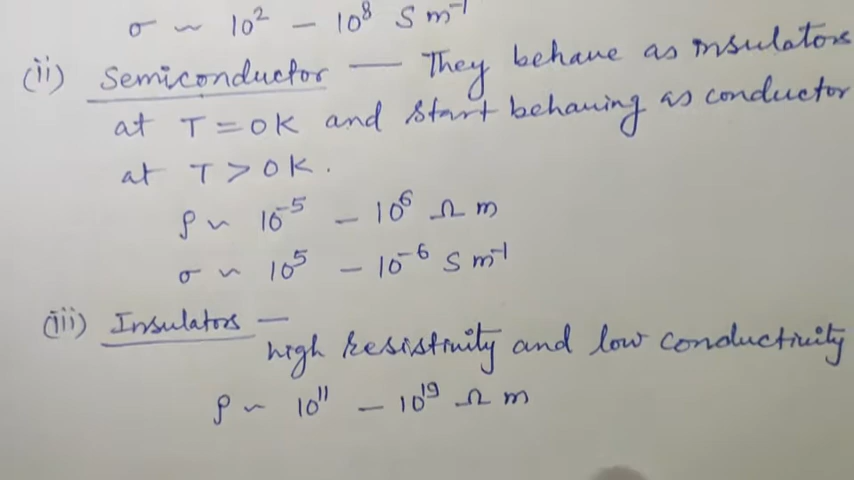 σ ~ 10² – 10⁸ S m⁻¹
(ii) Semiconductor — They behave as insulators
at T = 0K and start behaving as conductor
at T > 0K.
ρ ~ 10⁻⁵ – 10⁶ Ω m
σ ~ 10⁵ – 10⁻⁶ S m⁻¹
(iii) Insulators —
high resistivity and low conductivity
ρ ~ 10¹¹ – 10¹⁹ Ω m